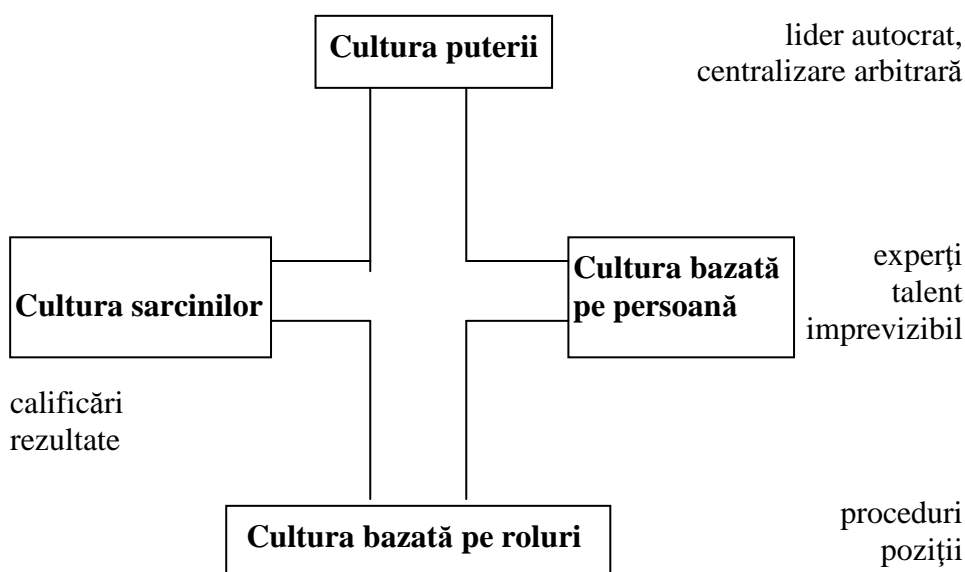 Cultura puterii
lider autocrat,
centralizare arbitrară
Cultura sarcinilor
calificări
rezultate
Cultura bazată
pe persoană
experţi
talent
imprevizibil
Cultura bazată pe roluri
proceduri
poziţii